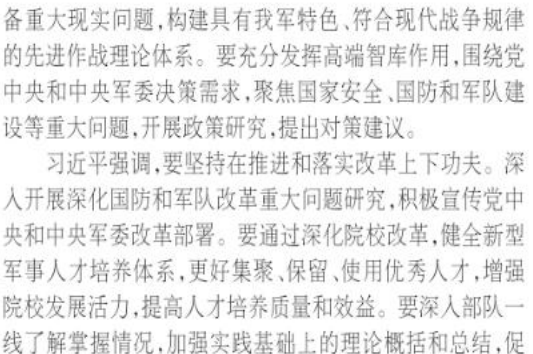 备重大现实问题,构建具有我军特色、符合现代战争规律
的先进作战理论体系。要充分发挥高端智库作用,围绕党
中央和中央军委决策需求,聚焦国家安全、国防和军队建
设等重大问题,开展政策研究,提出对策建议。
习近平强调,要坚持在推进和落实改革上下功夫。深
入开展深化国防和军队改革重大问题研究,积极宣传党中
央和中央军委改革部署。要通过深化院校改革,健全新型
军事人才培养体系,更好集聚、保留、使用优秀人才,增强
院校发展活力,提高人才培养质量和效益。要深入部队一
线了解掌握情况,加强实践基础上的理论概括和总结,促